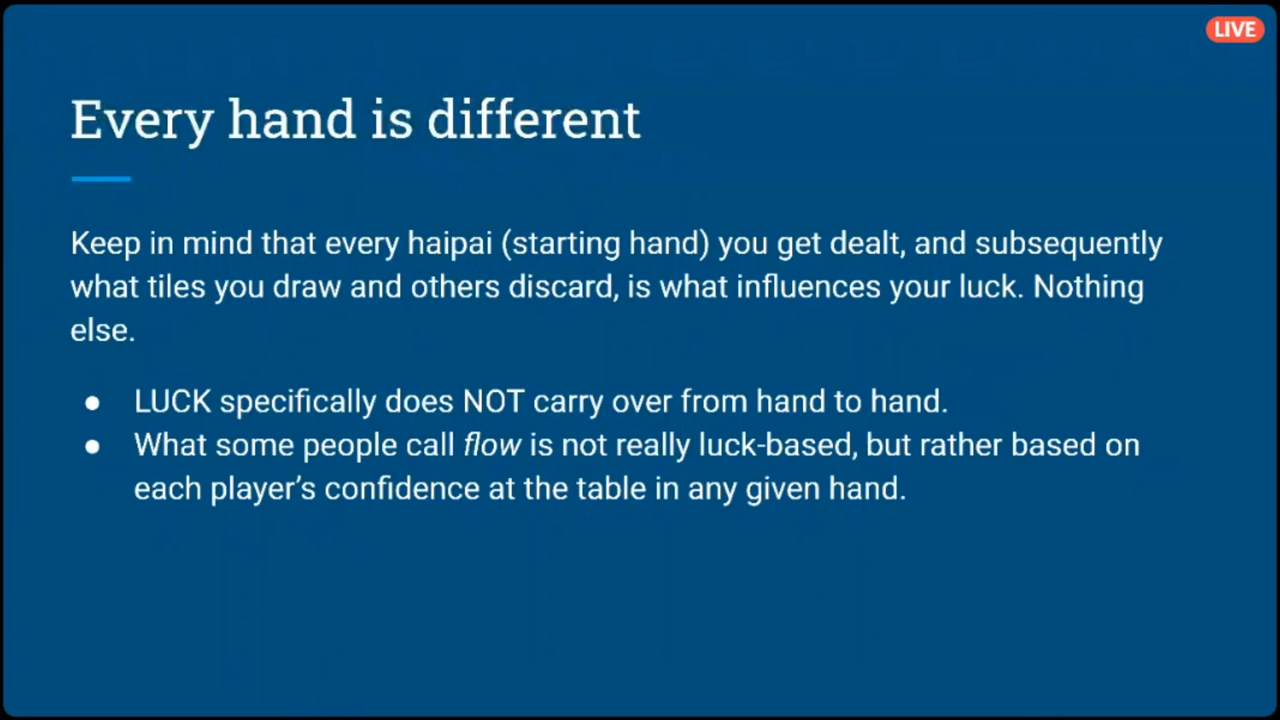 LIVE
Every hand is different
Keep in mind that every haipai (starting hand) you get dealt, and subsequently
what tiles you draw and others discard, is what influences your luck. Nothing
else.
● LUCK specifically does NOT carry over from hand to hand.
● What some people call flow is not really luck-based, but rather based on
each player’s confidence at the table in any given hand.